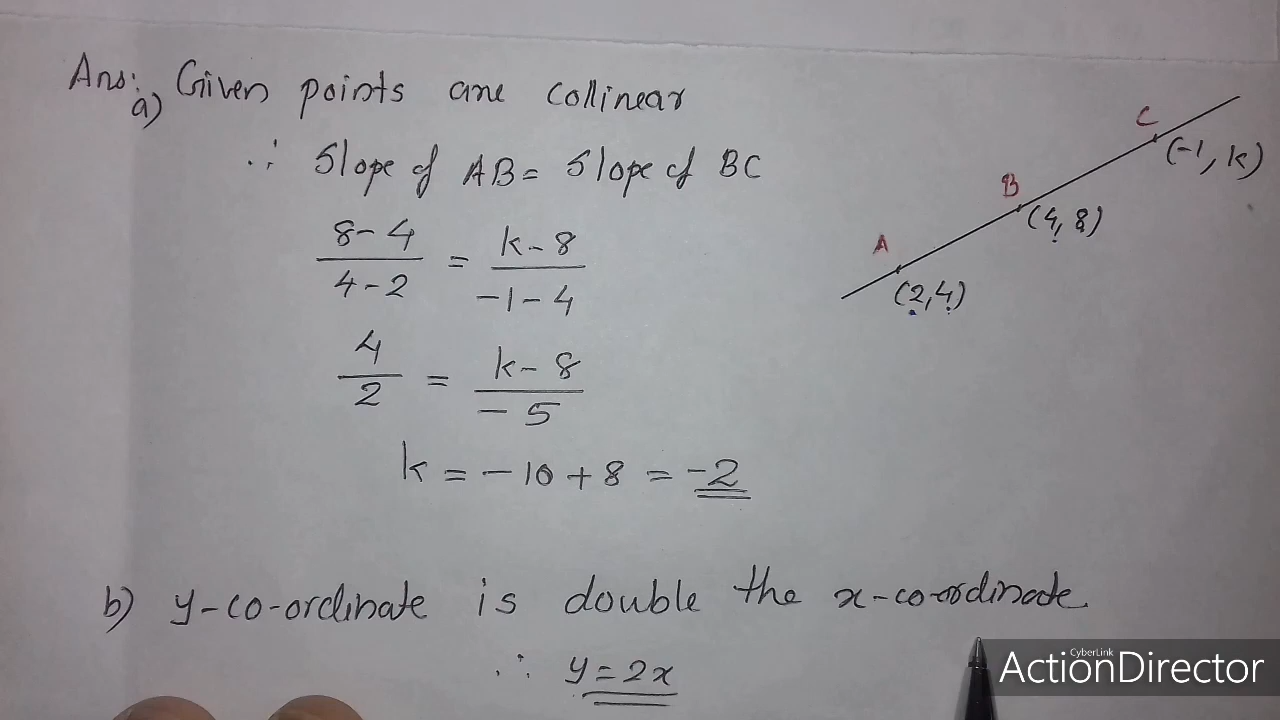 Ans:
a) Given points are collinear
∴ Slope of AB = Slope of BC
8-4/4-2 = k-8/-1-4
4/2 = k-8/-5
k = -10+8 = -2
A
(2,4)
B
(4,8)
C
(-1, k)
b) y-co-ordinate is double the x-co-ordinate
∴ y=2x
CyberLink
ActionDirector